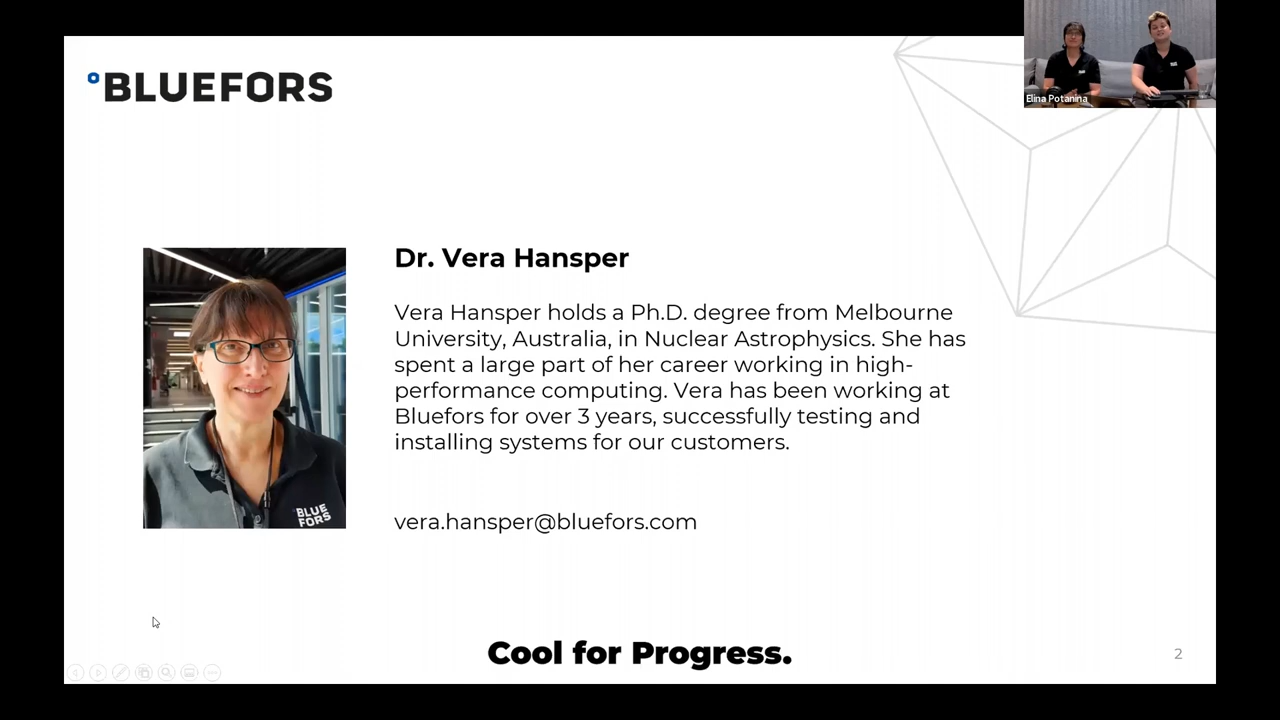 °BLUEFORS
Elina Potanina
Dr. Vera Hansper
Vera Hansper holds a Ph.D. degree from Melbourne
University, Australia, in Nuclear Astrophysics. She has
spent a large part of her career working in high-
performance computing. Vera has been working at
Bluefors for over 3 years, successfully testing and
installing systems for our customers.
BLUE
FORS
vera.hansper@bluefors.com
Cool for Progress.
2